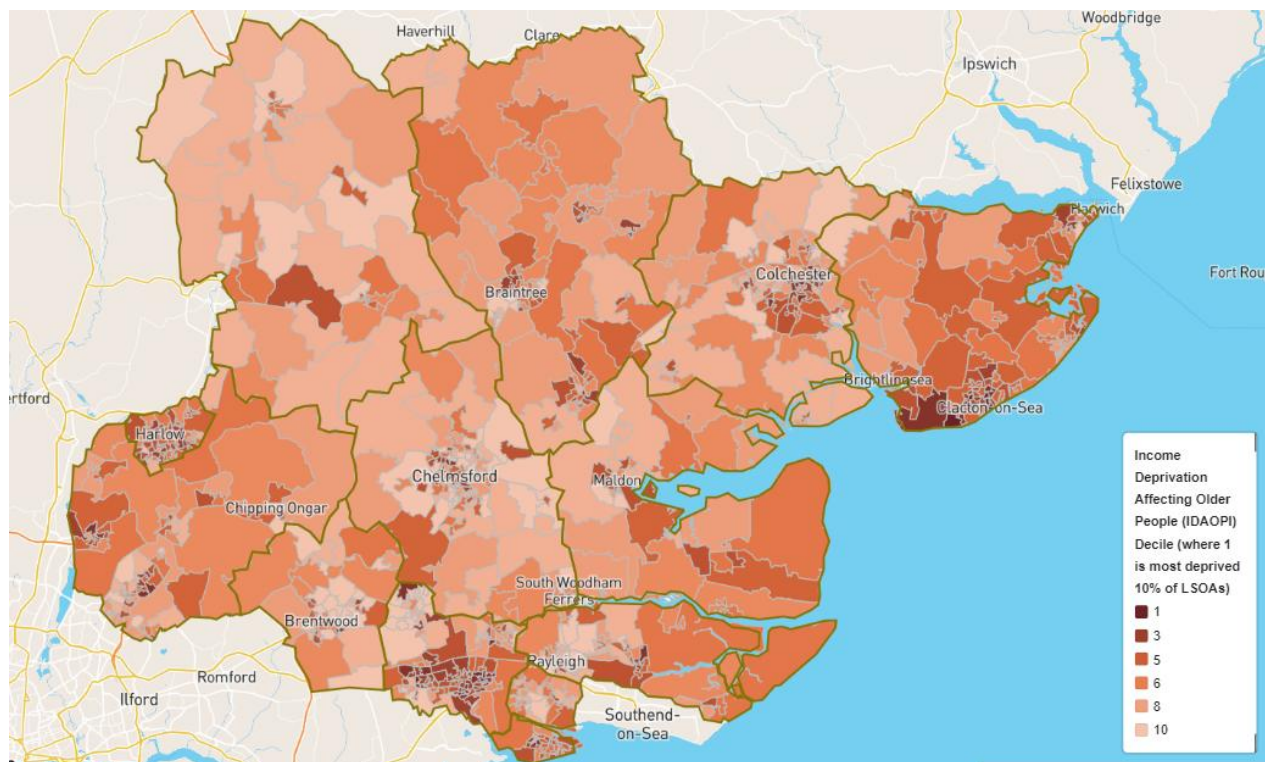 Woodbridge
Haverhill
Clare
Ipswich
Felixstowe
Harwich
Colchester
Fort Rou
Braintree
Brightlingsea
Clacton-on-Sea
ertford
Harlow
Chelmsford
Maldon
Chipping Ongar
South Woodham
Ferrers
Brentwood
Rayleigh
Romford
Ilford
Southend-
on-Sea
Income
Deprivation
Affecting Older
People (IDAOPI)
Decile (where 1
is most deprived
10% of LSOAs)
1
3
5
6
8
10